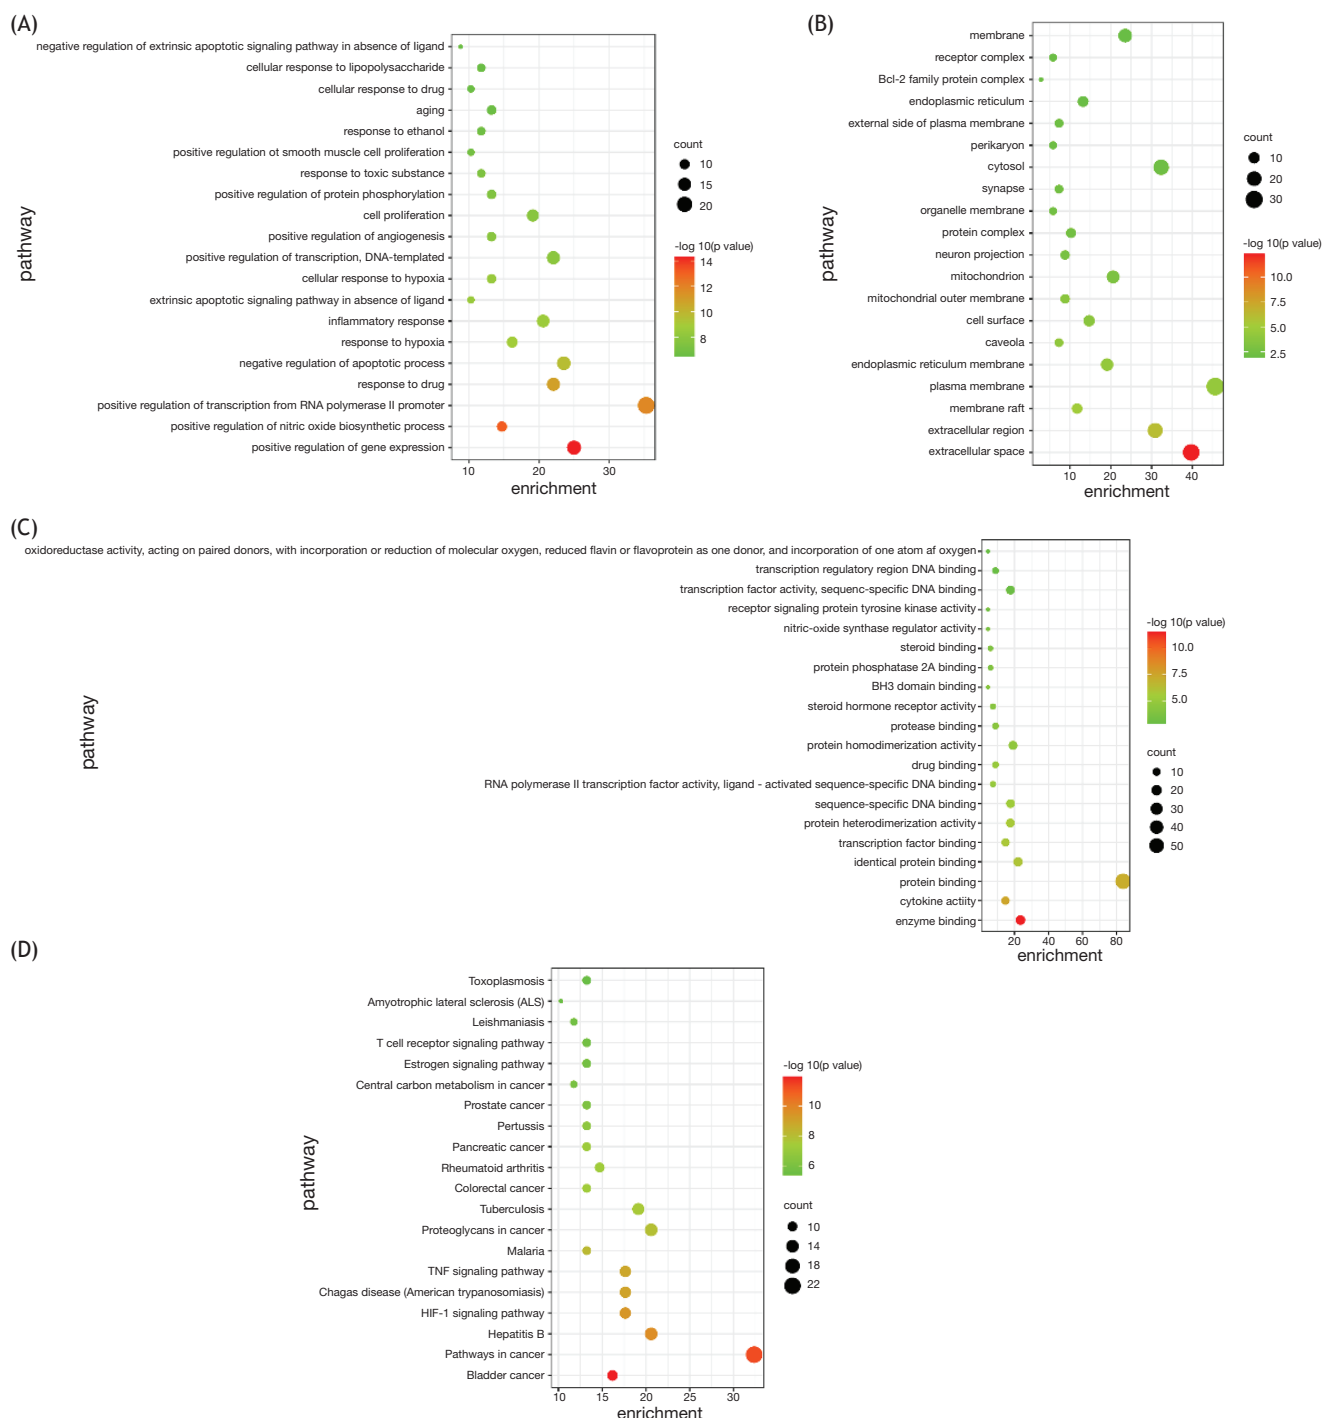 (A)
negative regulation of extrinsic apoptotic signaling pathway in absence of ligand
cellular response to lipopolysaccharide
cellular response to drug
aging
response to ethanol
positive regulation ot smooth muscle cell proliferation
response to toxic substance
positive regulation of protein phosphorylation
cell proliferation
positive regulation of angiogenesis
positive regulation of transcription, DNA-templated
cellular response to hypoxia
extrinsic apoptotic signaling pathway in absence of ligand
inflammatory response
response to hypoxia
negative regulation of apoptotic process
response to drug
positive regulation of transcription from RNA polymerase II promoter
positive regulation of nitric oxide biosynthetic process
positive regulation of gene expression
pathway
10 20 30
enrichment
count
10
15
20
-log 10(p value)
14
12
10
8
(B)
membrane
receptor complex
Bcl-2 family protein complex
endoplasmic reticulum
external side of plasma membrane
perikaryon
cytosol
synapse
organelle membrane
protein complex
neuron projection
mitochondrion
mitochondrial outer membrane
cell surface
caveola
endoplasmic reticulum membrane
plasma membrane
membrane raft
extracellular region
extracellular space
pathway
10 20 30 40
enrichment
count
10
20
30
-log 10(p value)
10.0
7.5
5.0
2.5
(C)
oxidoreductase activity, acting on paired donors, with incorporation or reduction of molecular oxygen, reduced flavin or flavoprotein as one donor, and incorporation of one atom af oxygen
transcription regulatory region DNA binding
transcription factor activity, sequenc-specific DNA binding
receptor signaling protein tyrosine kinase activity
nitric-oxide synthase regulator activity
steroid binding
protein phosphatase 2A binding
BH3 domain binding
steroid hormone receptor activity
protease binding
protein homodimerization activity
drug binding
RNA polymerase II transcription factor activity, ligand - activated sequence-specific DNA binding
sequence-specific DNA binding
protein heterodimerization activity
transcription factor binding
identical protein binding
protein binding
cytokine actiity
enzyme binding
pathway
20 40 60 80
enrichment
-log 10(p value)
10.0
7.5
5.0
count
10
20
30
40
50
(D)
Toxoplasmosis
Amyotrophic lateral sclerosis (ALS)
Leishmaniasis
T cell receptor signaling pathway
Estrogen signaling pathway
Central carbon metabolism in cancer
Prostate cancer
Pertussis
Pancreatic cancer
Rheumatoid arthritis
Colorectal cancer
Tuberculosis
Proteoglycans in cancer
Malaria
TNF signaling pathway
Chagas disease (American trypanosomiasis)
HIF-1 signaling pathway
Hepatitis B
Pathways in cancer
Bladder cancer
pathway
10 15 20 25 30
enrichment
-log 10(p value)
10
8
6
count
10
14
18
22